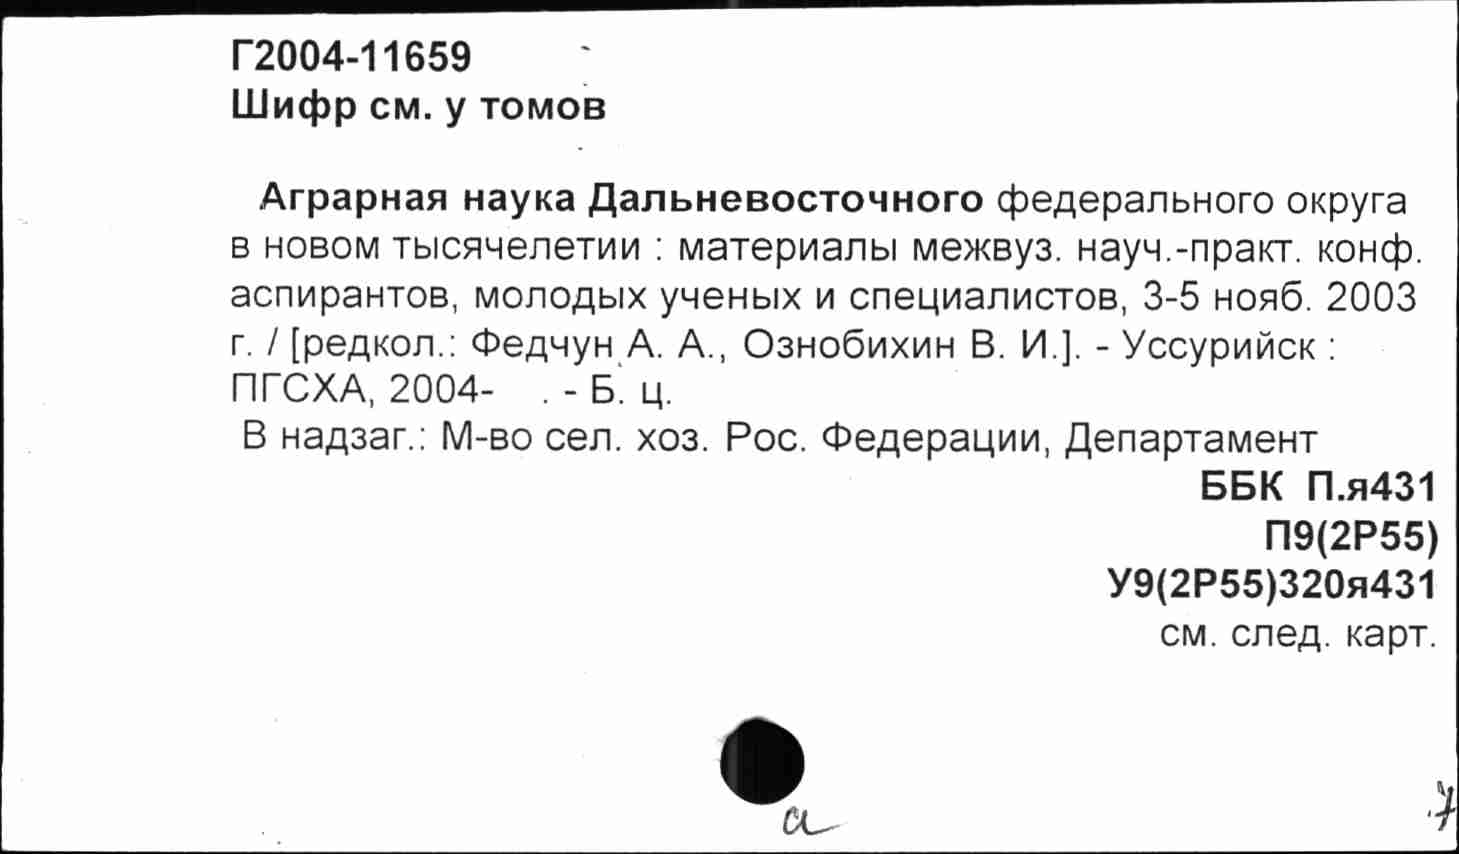 Г2004-11659
Шифр см. у томов
Аграрная наука Дальневосточного федерального округа
в новом тысячелетии : материалы межвуз. науч.-практ. конф.
аспирантов, молодых ученых и специалистов, 3-5 нояб. 2003
г. / [редкол.: Федчун А. А., Ознобихин В. И.]. - Уссурийск :
ПГСХА, 2004- . - Б. ц.
В надзаг.: М-во сел. хоз. Рос. Федерации, Департамент
ББК П.я431
П9(2Р55)
У9(2Р55)320я431
см. след. карт.
а